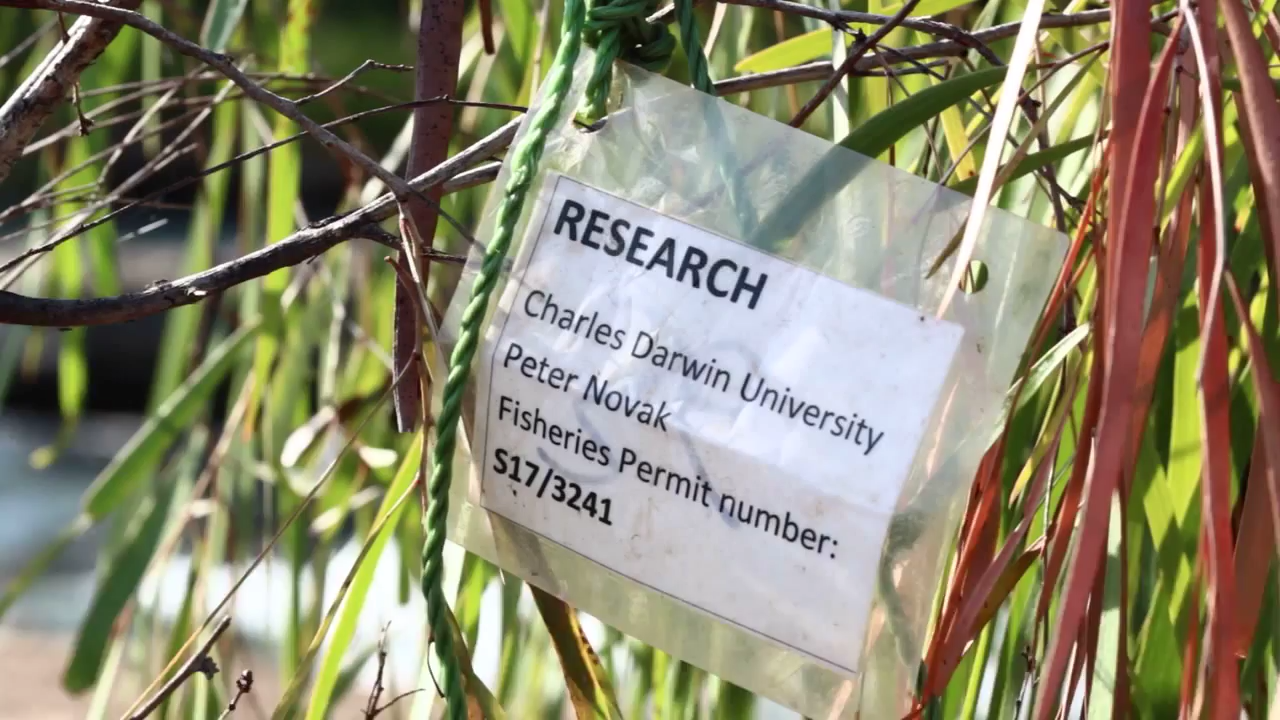 RESEARCH
Charles Darwin University
Peter Novak
Fisheries Permit number:
S17/3241